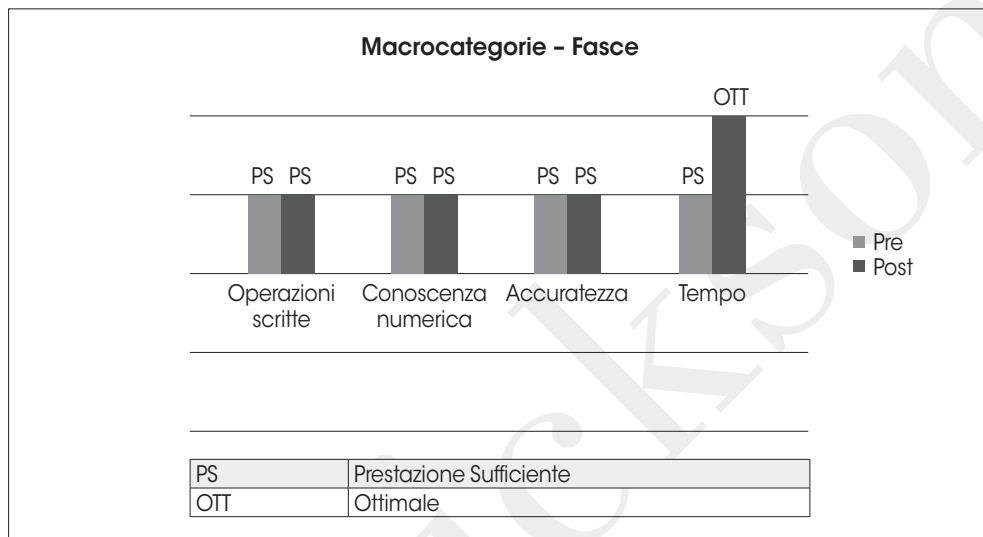 Macrocategorie – Fasce
OTT
PS PS PS PS PS PS PS
Pre
Post
Operazioni scritte
Conoscenza numerica
Accuratezza
Tempo
PS Prestazione Sufficiente
OTT Ottimale